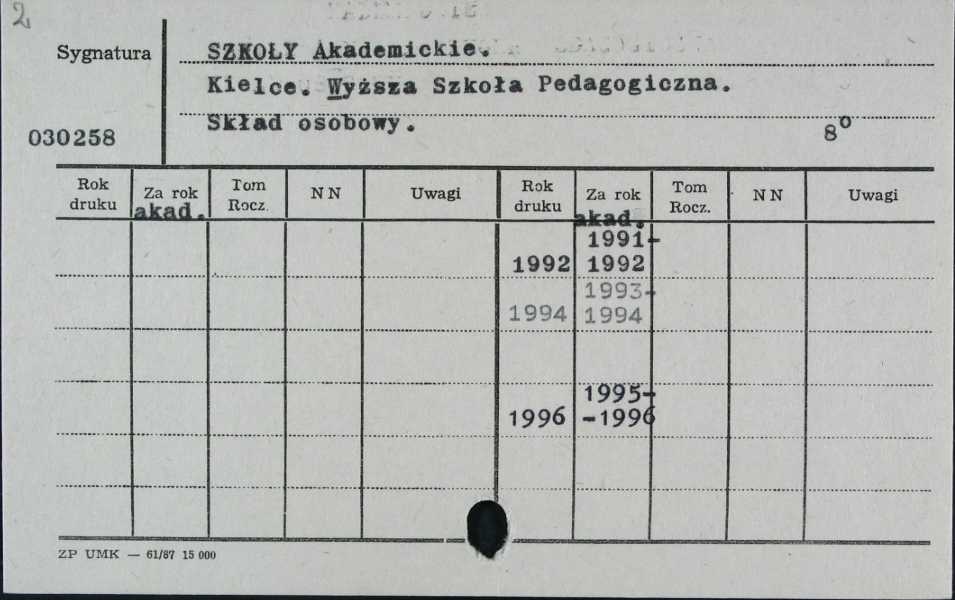 2
Sygnatura
SZKOŁY Akademickie.
Kielce. Wyższa Szkoła Pedagogiczna.
030258
Skład osobowy.
8°
Rok druku Za rok akad. Tom Rocz. NN Uwagi Rok druku Za rok akad. Tom Rocz. NN Uwagi
1991-
1992 1992
1993-
1994 1994
1995-
1996 -1996
ZP UMK — 61/87 15 000